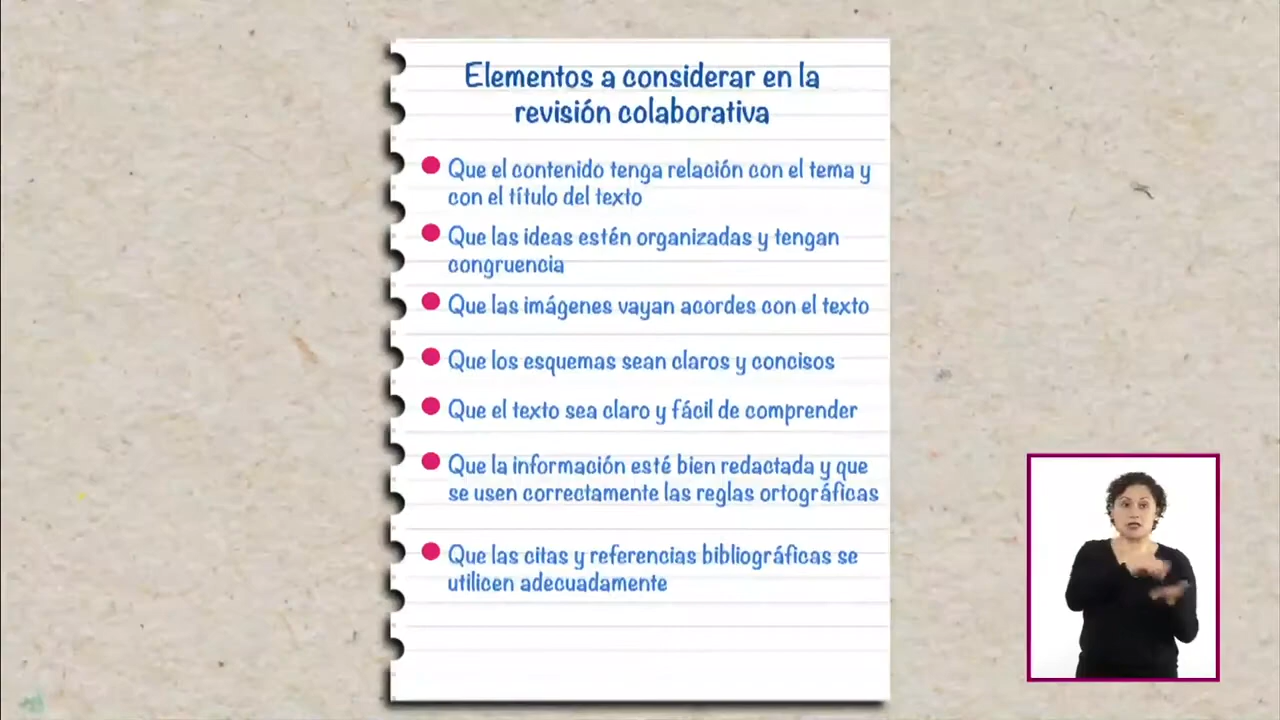 Elementos a considerar en la
revisión colaborativa
Que el contenido tenga relación con el tema y
con el título del texto
Que las ideas estén organizadas y tengan
congruencia
Que las imágenes vayan acordes con el texto
Que los esquemas sean claros y concisos
Que el texto sea claro y fácil de comprender
Que la información esté bien redactada y que
se usen correctamente las reglas ortográficas
Que las citas y referencias bibliográficas se
utilicen adecuadamente